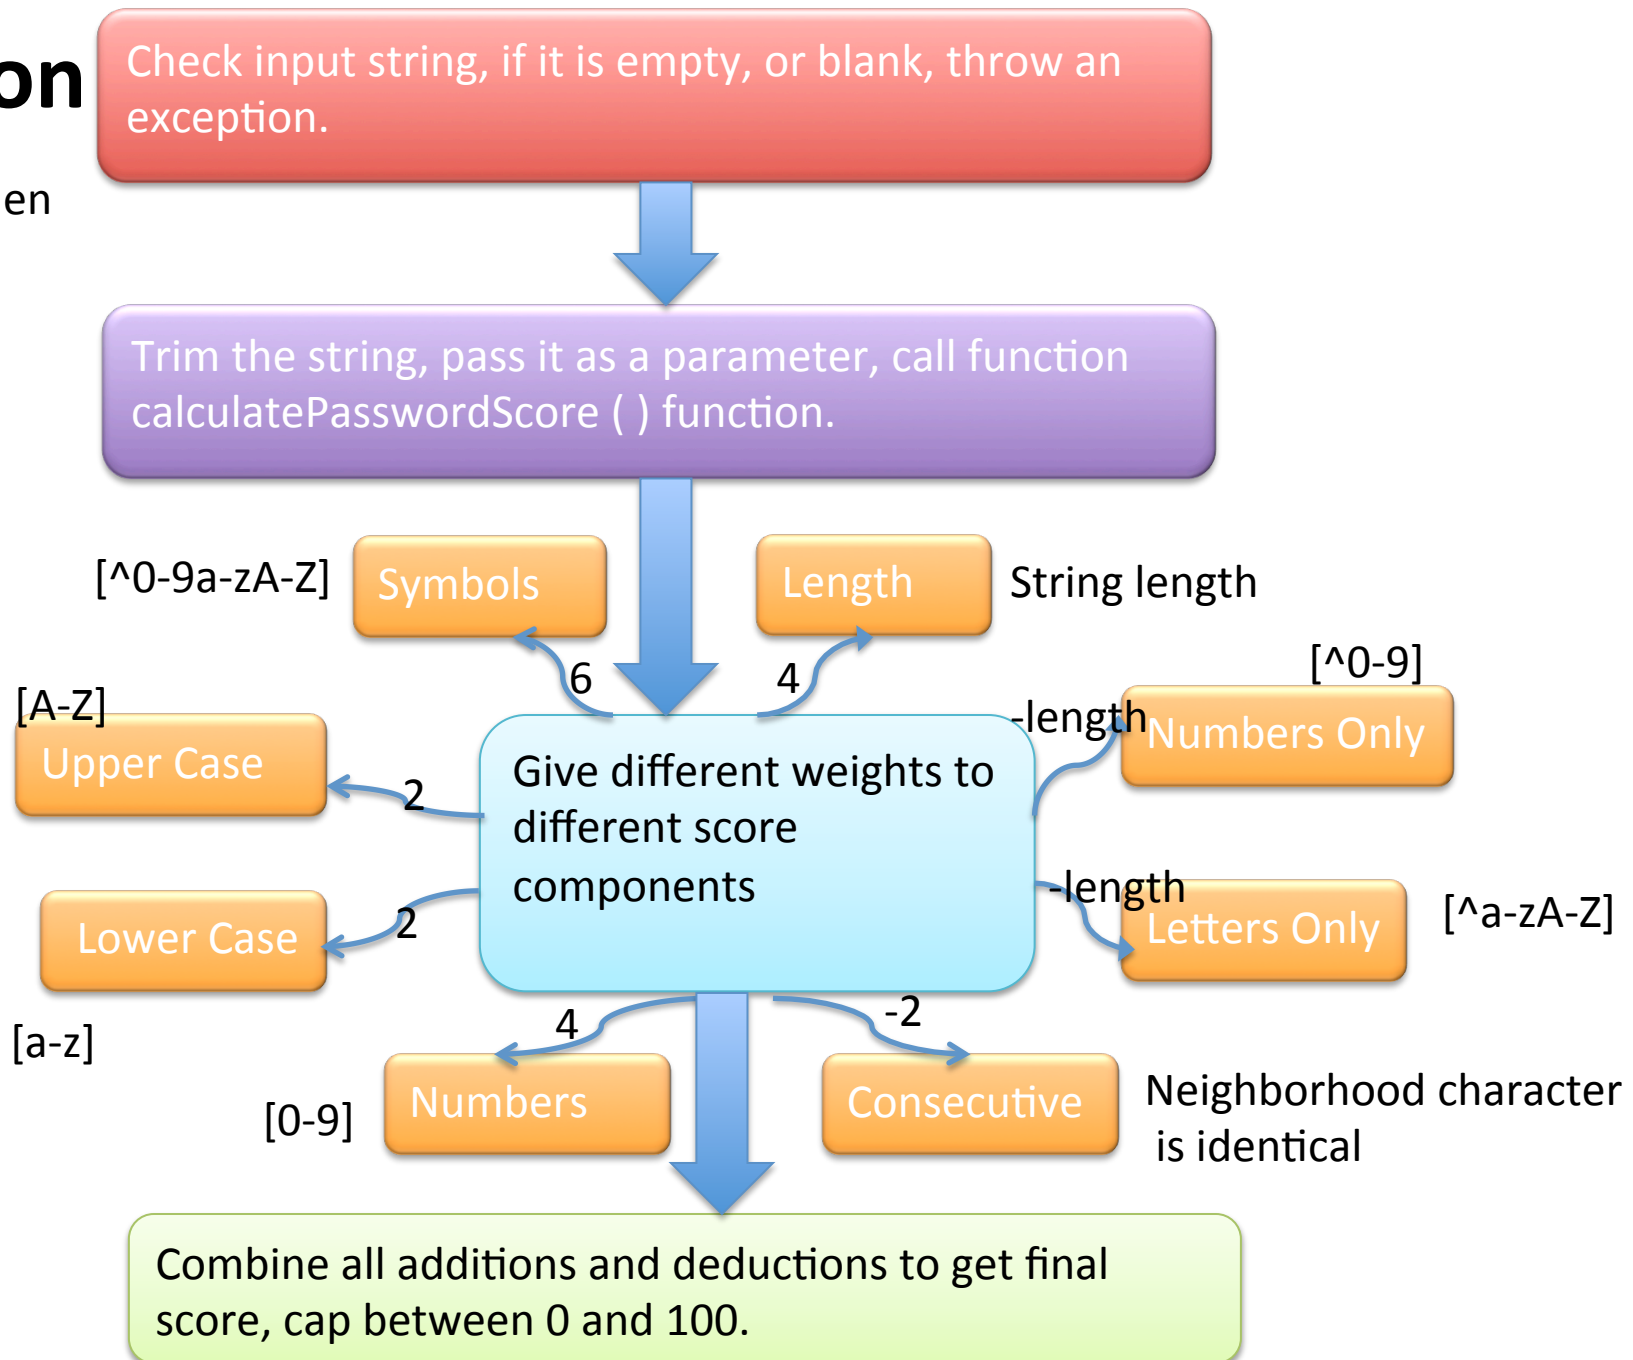 on
Check input string, if it is empty, or blank, throw an
exception.
en
Trim the string, pass it as a parameter, call function
calculatePasswordScore ( ) function.
[^0-9a-zA-Z]
Symbols
Length
String length
6
4
[^0-9]
[A-Z]
-length
Numbers Only
Upper Case
2
Give different weights to
different score
components
-length
Letters Only
[^a-zA-Z]
Lower Case
2
[a-z]
4
-2
[0-9]
Numbers
Consecutive
Neighborhood character
is identical
Combine all additions and deductions to get final
score, cap between 0 and 100.